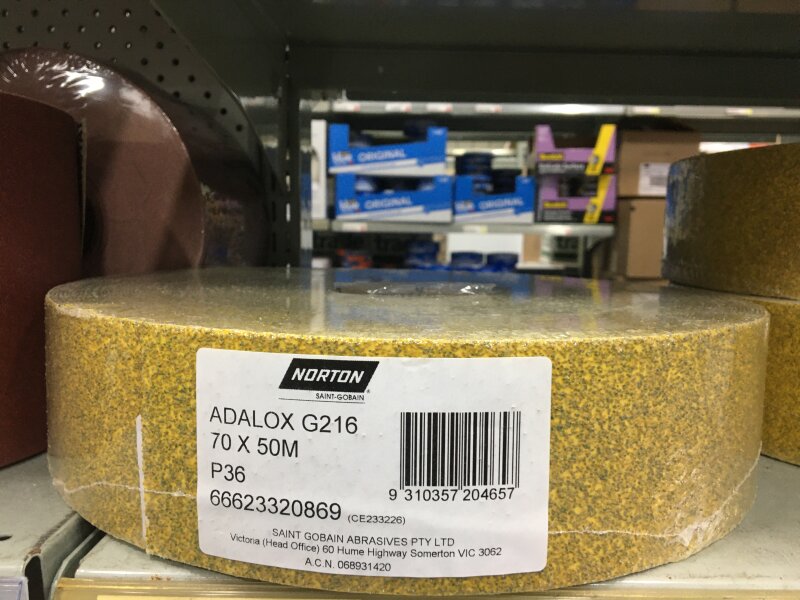 ORIGINAL
ORIGINAL
ORIGINAL
Scotch
NORTON
SAINT-GOBAIN
ADALOX G216
70 X 50M
P36
66623320869 (CE233226)
9 310357 204657
SAINT GOBAIN ABRASIVES PTY LTD
Victoria (Head Office) 60 Hume Highway Somerton VIC 3062
A.C.N. 068931420